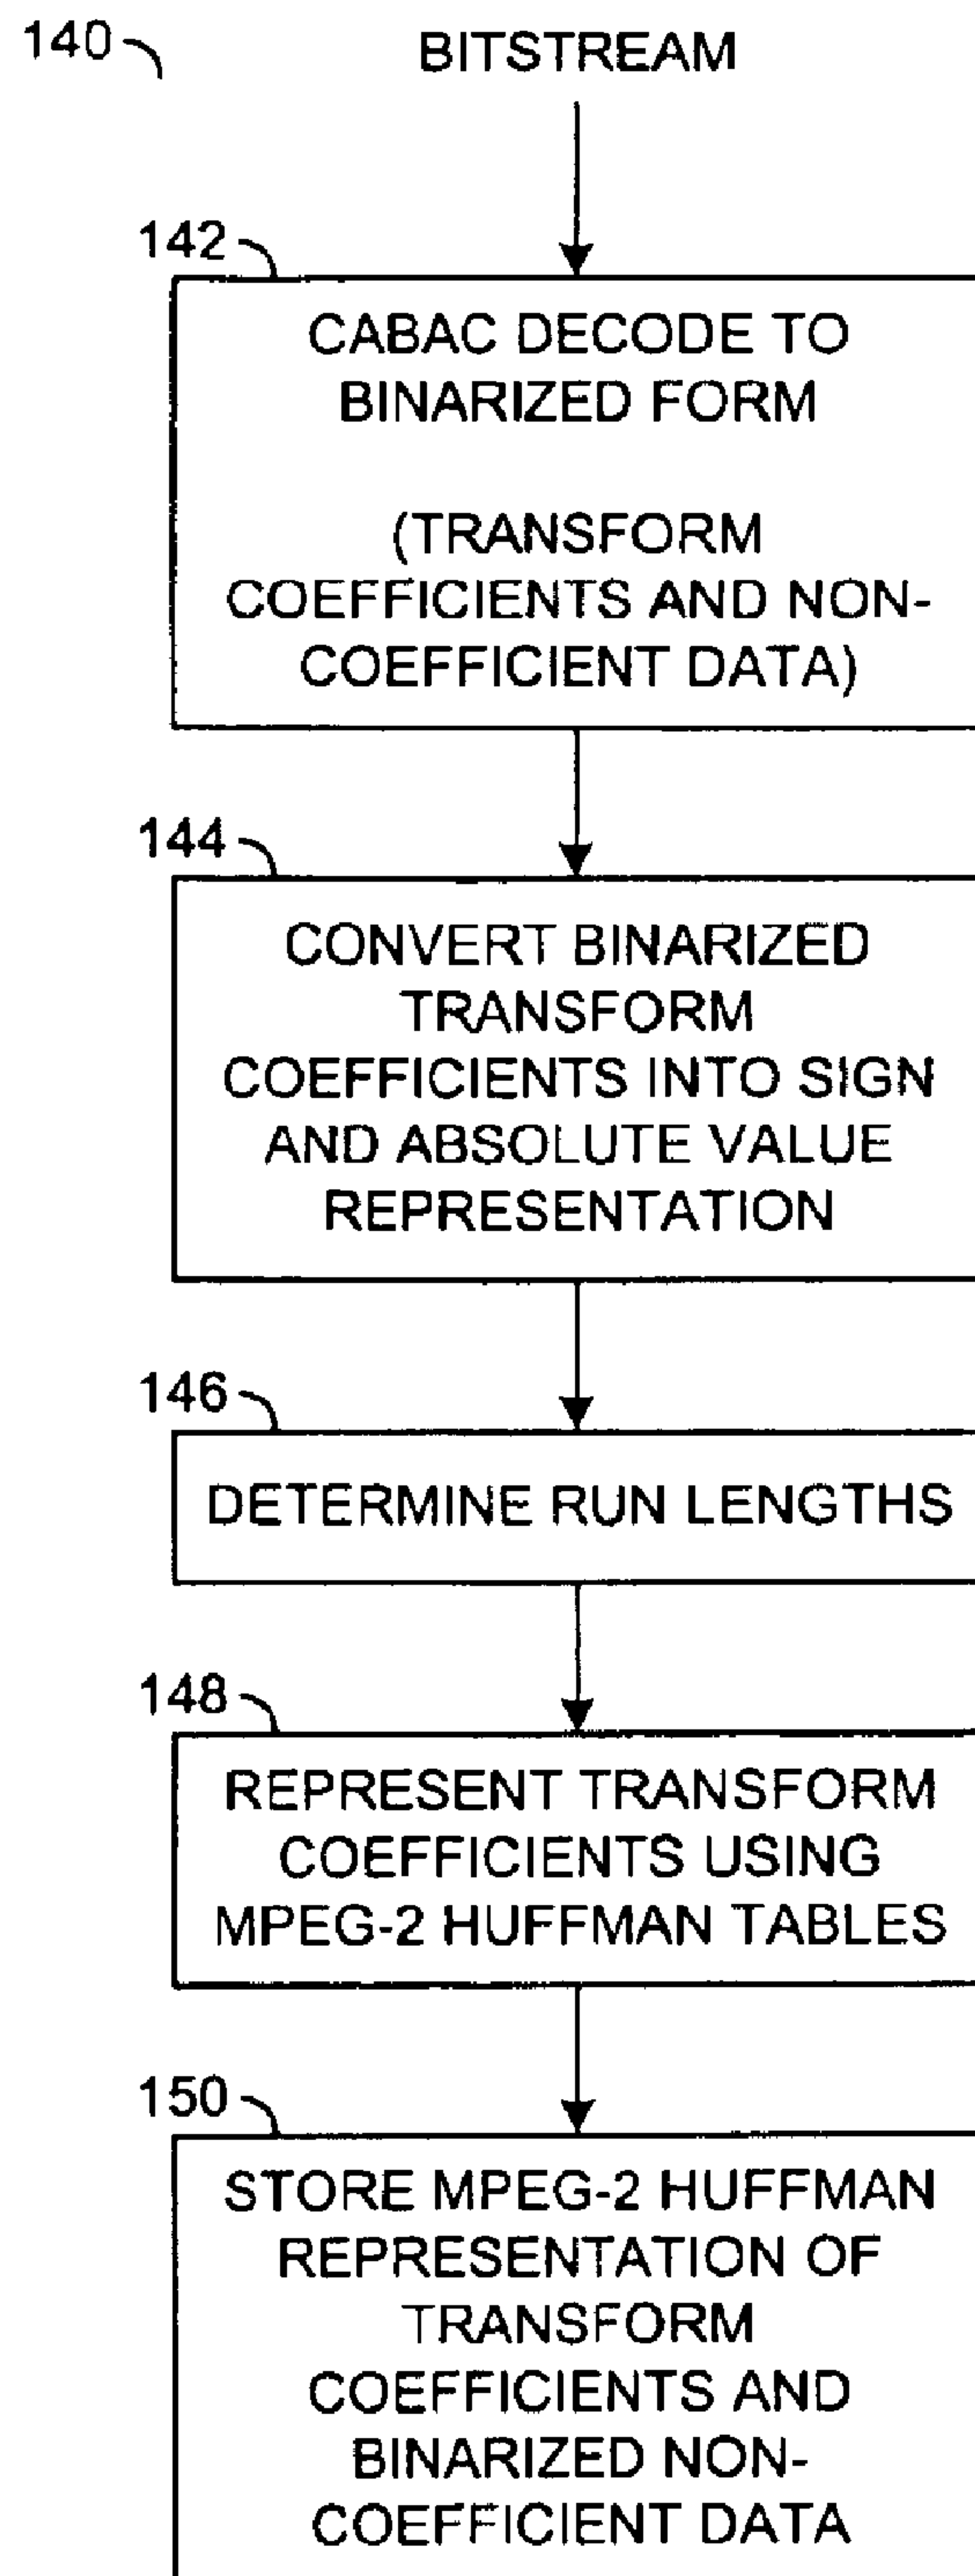 140
BITSTREAM
142
CABAC DECODE TO
BINARIZED FORM
(TRANSFORM
COEFFICIENTS AND NON-
COEFFICIENT DATA)
144
CONVERT BINARIZED
TRANSFORM
COEFFICIENTS INTO SIGN
AND ABSOLUTE VALUE
REPRESENTATION
146
DETERMINE RUN LENGTHS
148
REPRESENT TRANSFORM
COEFFICIENTS USING
MPEG-2 HUFFMAN TABLES
150
STORE MPEG-2 HUFFMAN
REPRESENTATION OF
TRANSFORM
COEFFICIENTS AND
BINARIZED NON-
COEFFICIENT DATA